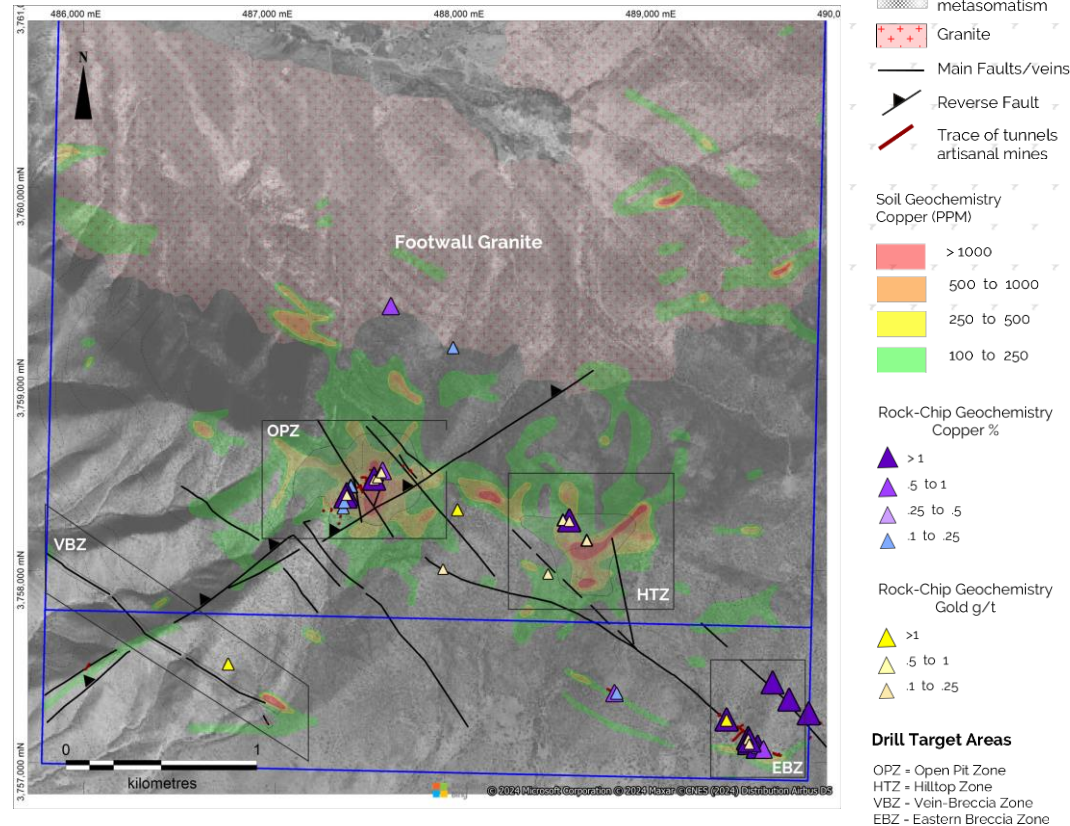 486,000 mE
487,000 mE
488,000 mE
489,000 mE
490,0
3,761,
3,760,000 mN
3,759,000 mN
3,758,000 mN
3,757,000 mN
N
Footwall Granite
OPZ
VBZ
HTZ
EBZ
0 1
kilometres
© 2024 Microsoft Corporation © 2024 Maxar ©CNES (2024) Distribution Airbus DS
metasomatism
Granite
Main Faults/veins
Reverse Fault
Trace of tunnels
artisanal mines
Soil Geochemistry
Copper (PPM)
> 1000
500 to 1000
250 to 500
100 to 250
Rock-Chip Geochemistry
Copper %
> 1
.5 to 1
.25 to .5
.1 to .25
Rock-Chip Geochemistry
Gold g/t
>1
.5 to 1
.1 to .25
Drill Target Areas
OPZ = Open Pit Zone
HTZ = Hilltop Zone
VBZ - Vein-Breccia Zone
EBZ - Eastern Breccia Zone